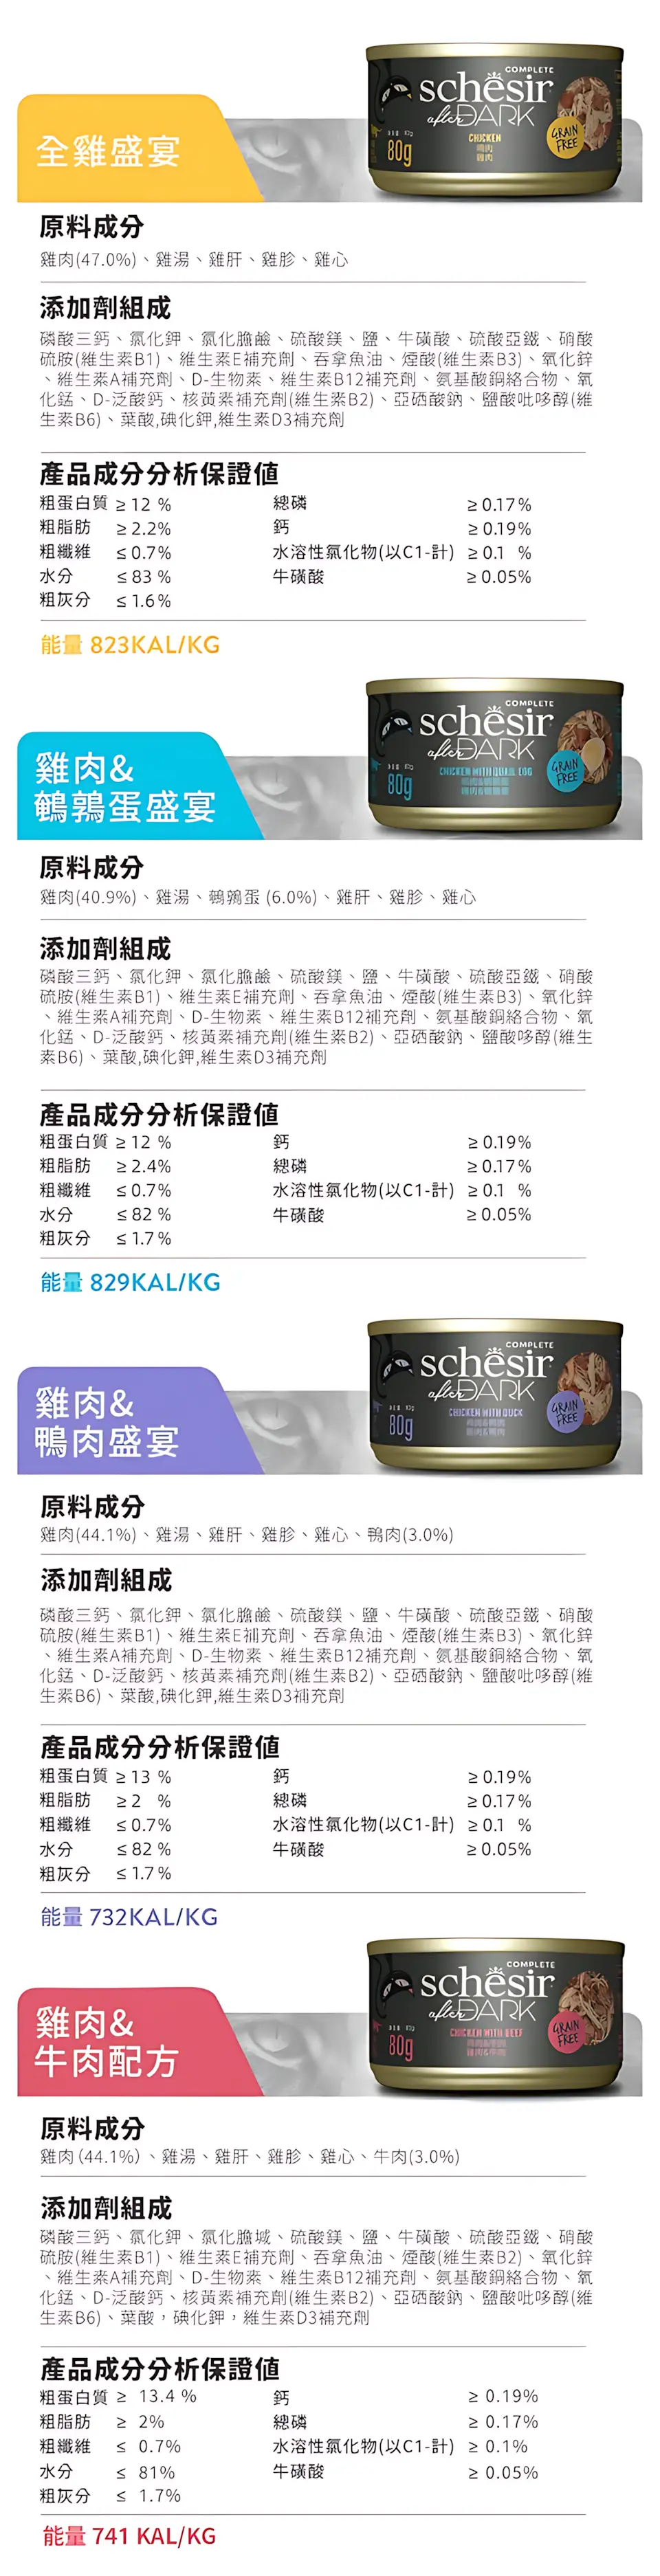 COMPLETE
schesir
after DARK
CHICKEN
雞肉
GRAIN
FREE
80g
全雞盛宴
原料成分
雞肉(47.0%)、雞湯、雞肝、雞胗、雞心
添加劑組成
磷酸三鈣、氯化鉀、氯化膽鹼、硫酸鎂、鹽、牛磺酸、硫酸亞鐵、硝酸
硫胺(維生素B1)、維生素E補充劑、吞拿魚油、煙酸(維生素B3)、氧化鋅
、維生素A補充劑、D-生物素、維生素B12補充劑、氨基酸銅絡合物、氧
化錳、D-泛酸鈣、核黃素補充劑(維生素B2)、亞硒酸鈉、鹽酸吡哆醇(維
生素B6)、葉酸,碘化鉀,維生素D3補充劑
產品成分分析保證值
粗蛋白質 ≥ 12 % 總磷 ≥ 0.17%
粗脂肪 ≥ 2.2% 鈣 ≥ 0.19%
粗纖維 ≤ 0.7% 水溶性氯化物(以C1-計) ≥ 0.1 %
水分 ≤ 83 % 牛磺酸 ≥ 0.05%
粗灰分 ≤ 1.6%
能量 823KAL/KG
COMPLETE
schesir
after DARK
CHICKEN WITH QUAIL EGG
GRAIN
FREE
80g
雞肉&
鵪鶉蛋盛宴
原料成分
雞肉(40.9%)、雞湯、鵪鶉蛋 (6.0%)、雞肝、雞胗、雞心
添加劑組成
磷酸三鈣、氯化鉀、氯化膽鹼、硫酸鎂、鹽、牛磺酸、硫酸亞鐵、硝酸
硫胺(維生素B1)、維生素E補充劑、吞拿魚油、煙酸(維生素B3)、氧化鋅
、維生素A補充劑、D-生物素、維生素B12補充劑、氨基酸銅絡合物、氧
化錳、D-泛酸鈣、核黃素補充劑(維生素B2)、亞硒酸鈉、鹽酸哆醇(維生
素B6)、葉酸,碘化鉀,維生素D3補充劑
產品成分分析保證值
粗蛋白質 ≥ 12 % 鈣 ≥ 0.19%
粗脂肪 ≥ 2.4% 總磷 ≥ 0.17%
粗纖維 ≤ 0.7% 水溶性氯化物(以C1-計) ≥ 0.1 %
水分 ≤ 82 % 牛磺酸 ≥ 0.05%
粗灰分 ≤ 1.7%
能量 829KAL/KG
COMPLETE
schesir
after DARK
CHICKEN WITH DUCK
GRAIN
FREE
80g
雞肉&
鴨肉盛宴
原料成分
雞肉(44.1%)、雞湯、雞肝、雞胗、雞心、鴨肉(3.0%)
添加劑組成
磷酸三鈣、氯化鉀、氯化膽鹼、硫酸鎂、鹽、牛磺酸、硫酸亞鐵、硝酸
硫胺(維生素B1)、維生素E補充劑、吞拿魚油、煙酸(維生素B3)、氧化鋅
、維生素A補充劑、D-生物素、維生素B12補充劑、氨基酸銅絡合物、氧
化錳、D-泛酸鈣、核黃素補充劑(維生素B2)、亞硒酸鈉、鹽酸吡哆醇(維
生素B6)、葉酸,碘化鉀,維生素D3補充劑
產品成分分析保證值
粗蛋白質 ≥ 13 % 鈣 ≥ 0.19%
粗脂肪 ≥ 2 % 總磷 ≥ 0.17%
粗纖維 ≤ 0.7% 水溶性氯化物(以C1-計) ≥ 0.1 %
水分 ≤ 82 % 牛磺酸 ≥ 0.05%
粗灰分 ≤ 1.7%
能量 732KAL/KG
COMPLETE
schesir
after DARK
CHICKEN WITH BEEF
GRAIN
FREE
80g
雞肉&
牛肉配方
原料成分
雞肉 (44.1%) 、雞湯、雞肝、雞胗、雞心、牛肉(3.0%)
添加劑組成
磷酸三鈣、氯化鉀、氯化膽堿、硫酸鎂、鹽、牛磺酸、硫酸亞鐵、硝酸
硫胺(維生素B1)、維生素E補充劑、吞拿魚油、煙酸(維生素B2)、氧化鋅
、維生素A補充劑、D-生物素、維生素B12補充劑、氨基酸銅絡合物、氧
化錳、D-泛酸鈣、核黃素補充劑(維生素B2)、亞硒酸鈉、鹽酸吡哆醇(維
生素B6)、葉酸，碘化鉀，維生素D3補充劑
產品成分分析保證值
粗蛋白質 ≥ 13.4 % 鈣 ≥ 0.19%
粗脂肪 ≥ 2% 總磷 ≥ 0.17%
粗纖維 ≤ 0.7% 水溶性氯化物(以C1-計) ≥ 0.1%
水分 ≤ 81% 牛磺酸 ≥ 0.05%
粗灰分 ≤ 1.7%
能量 741 KAL/KG